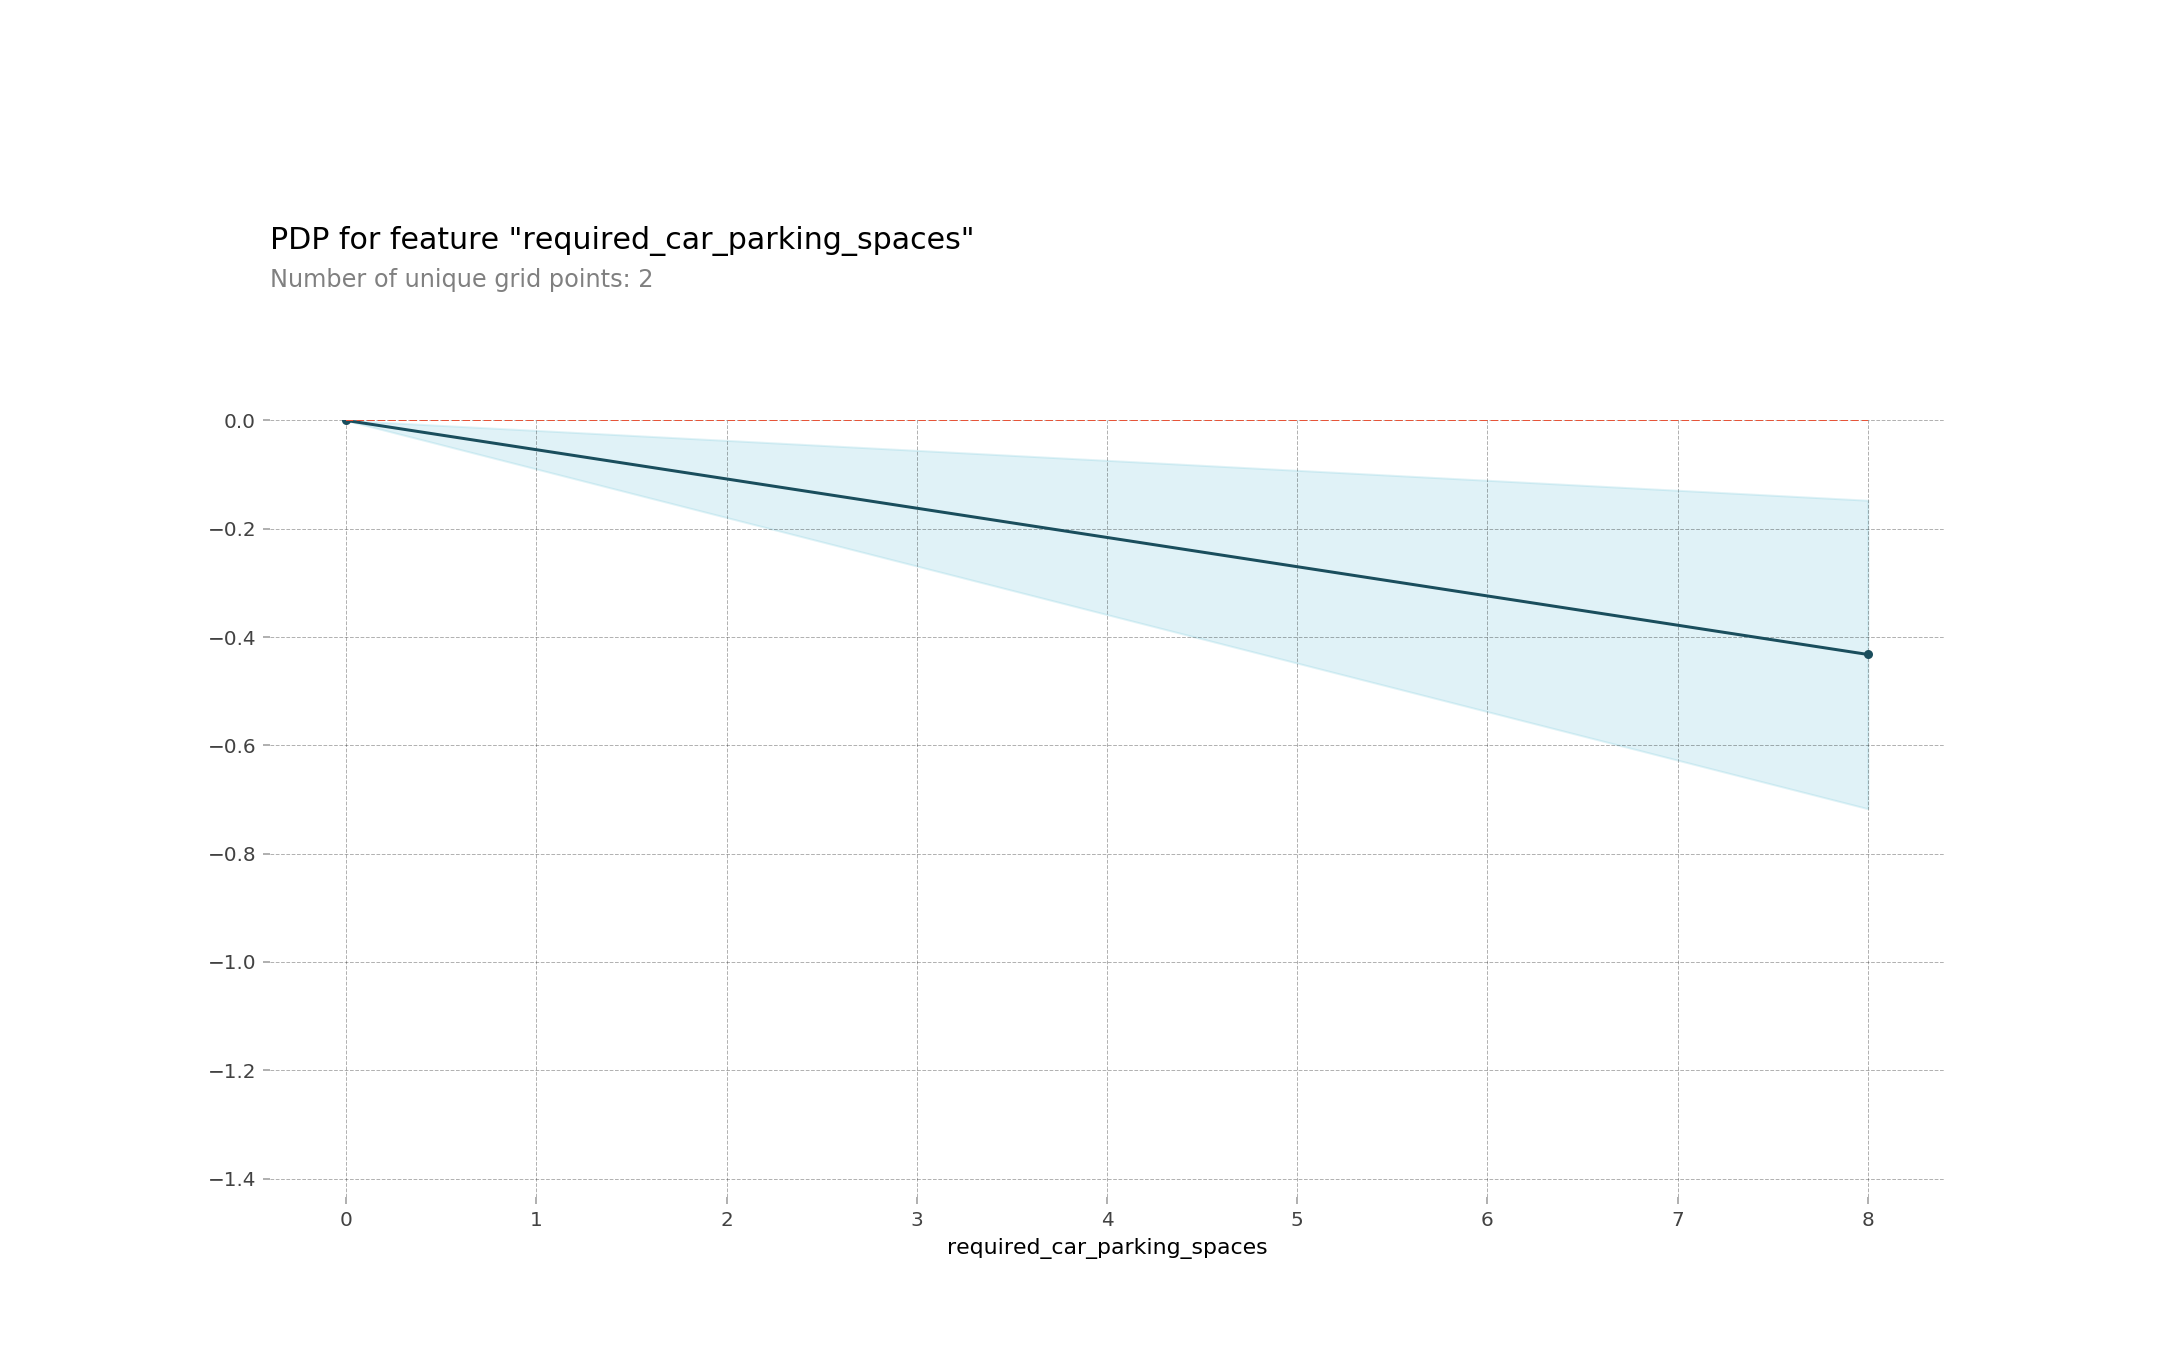 PDP for feature "required_car_parking_spaces"
Number of unique grid points: 2
0.0
−0.2
−0.4
−0.6
−0.8
−1.0
−1.2
−1.4
0 1 2 3 4 5 6 7 8
required_car_parking_spaces